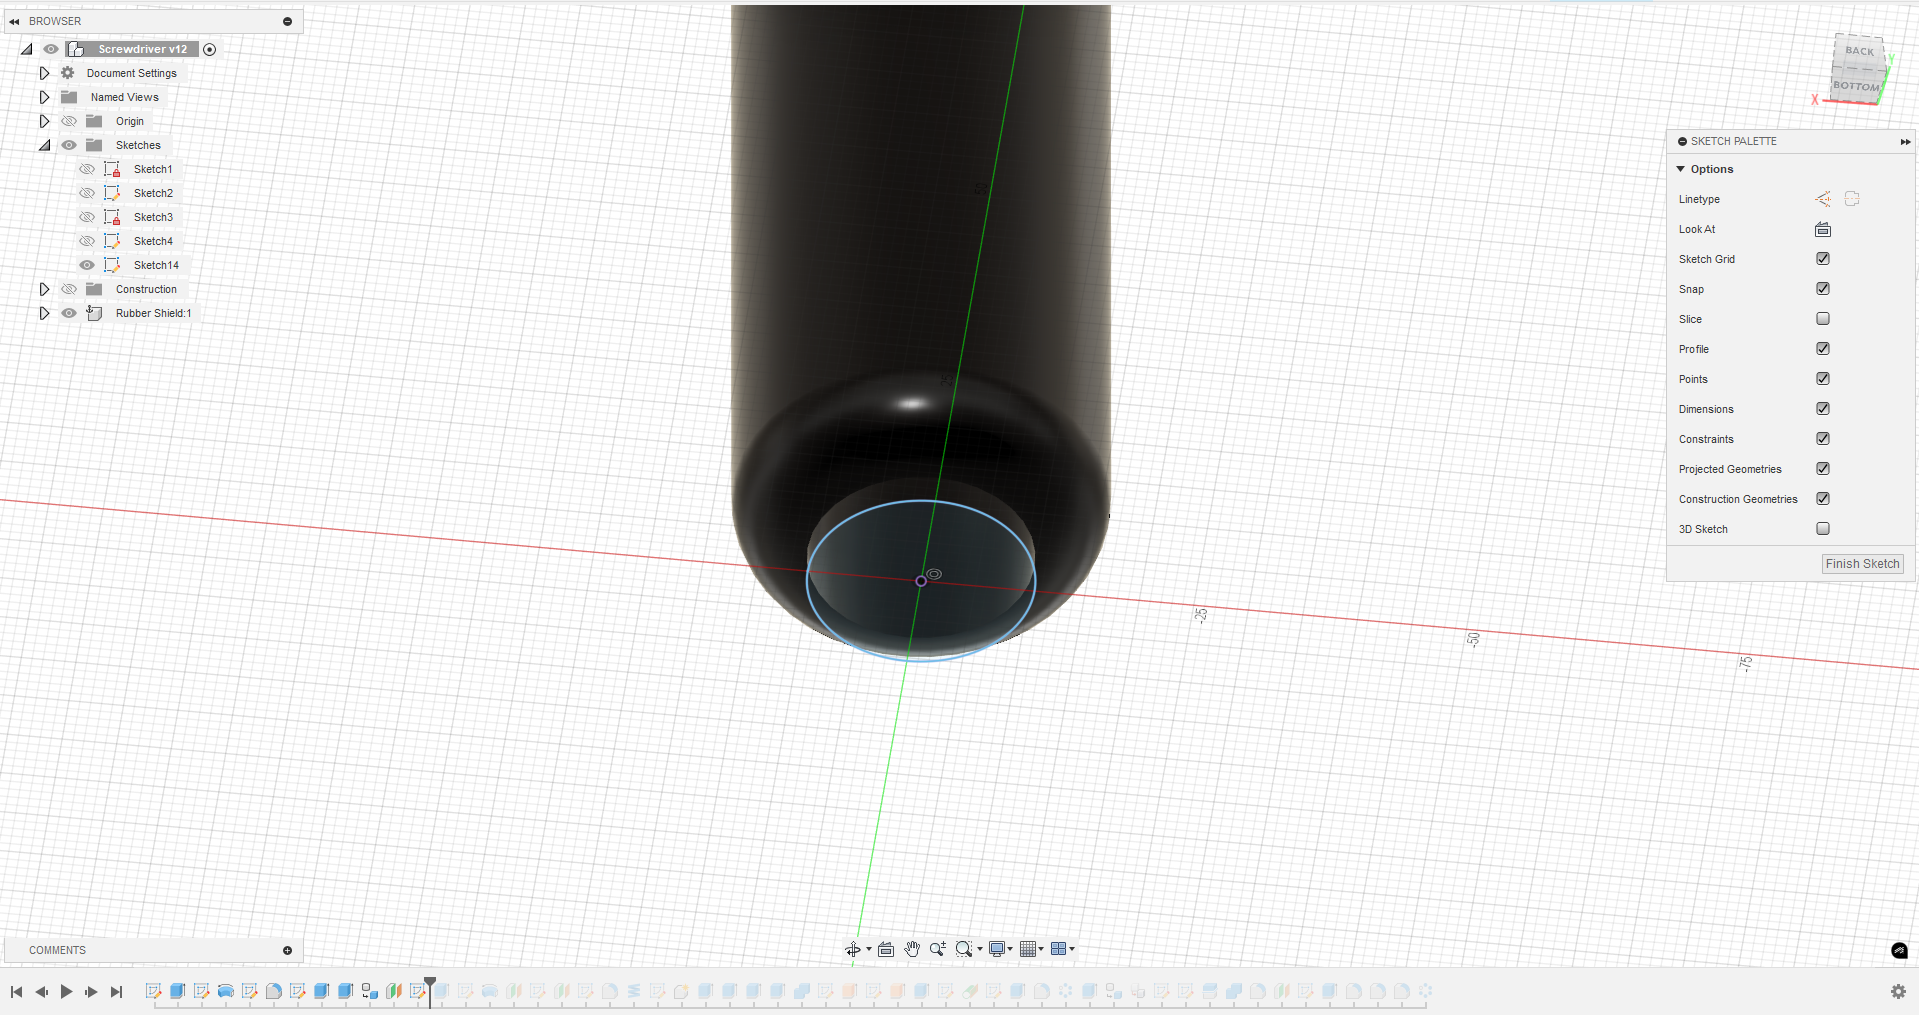 BROWSER
Screwdriver v12
Document Settings
Named Views
Origin
Sketches
Sketch1
Sketch2
Sketch3
Sketch4
Sketch14
Construction
Rubber Shield:1
BACK
BOTTOM
X
Y
SKETCH PALETTE
Options
Linetype
Look At
Sketch Grid
Snap
Slice
Profile
Points
Dimensions
Constraints
Projected Geometries
Construction Geometries
3D Sketch
Finish Sketch
-25
-50
-75
COMMENTS